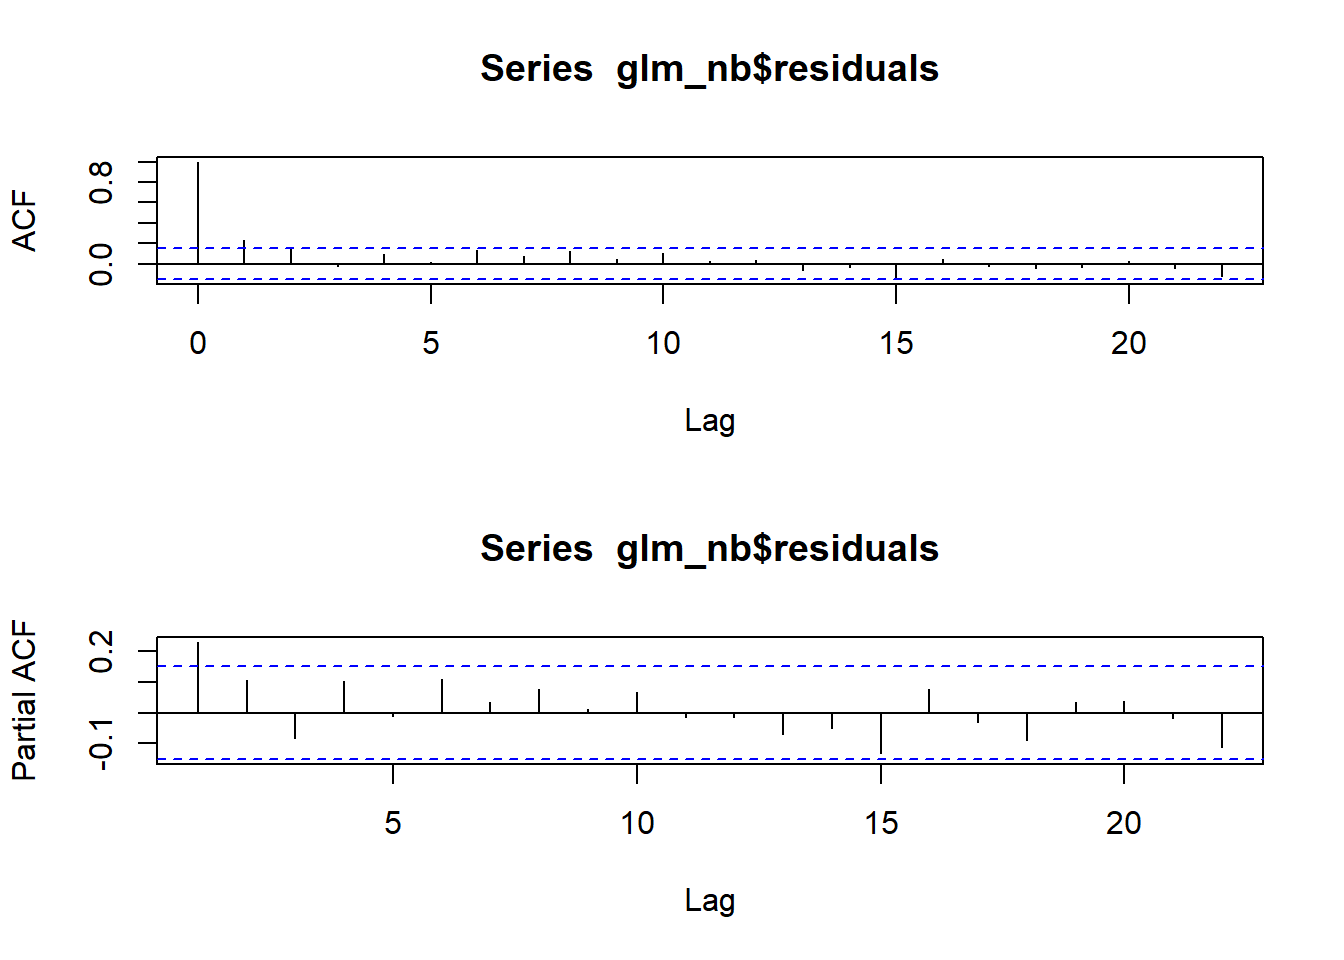 Series  glm_nb$residuals
ACF
0.8
0.0
0 5 10 15 20
Lag
Series  glm_nb$residuals
Partial ACF
0.2
-0.1
5 10 15 20
Lag